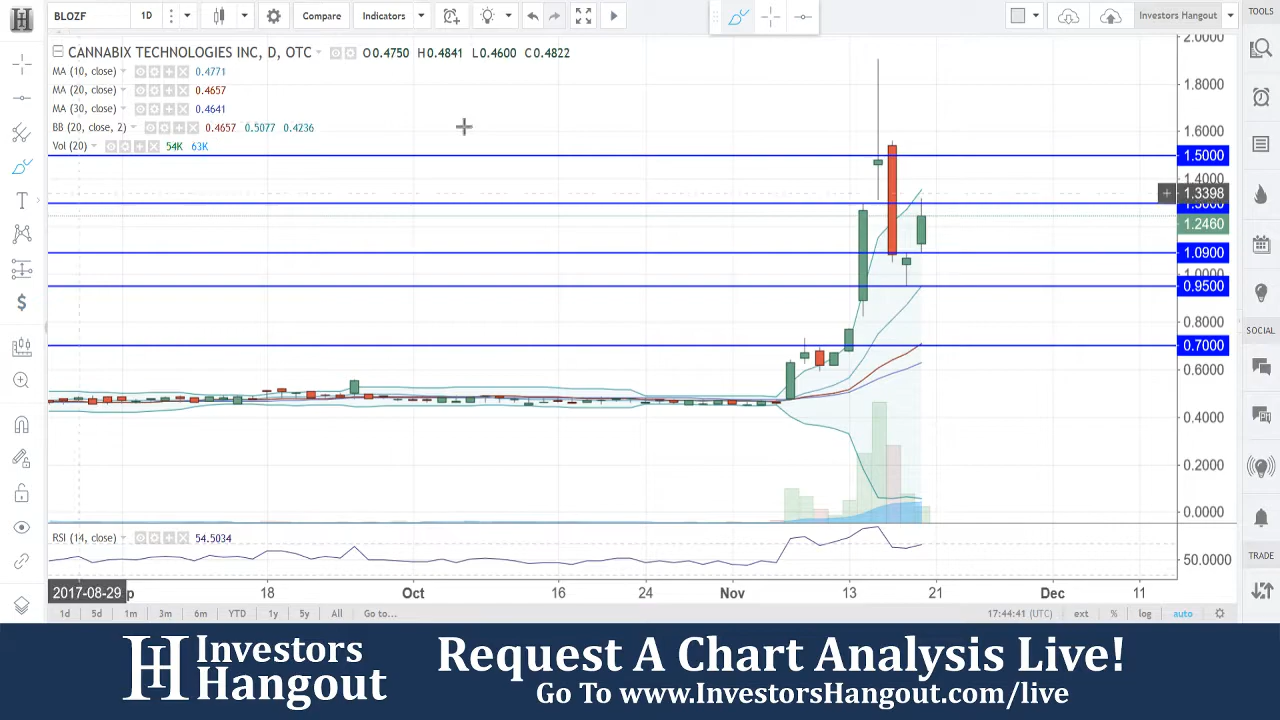 BLOZF 1D Compare Indicators Investors Hangout TOOLS
CANNABIX TECHNOLOGIES INC, D, OTC O0.4750 H0.4841 L0.4600 C0.4822
MA (10, close) 0.4771
MA (20, close) 0.4657
MA (30, close) 0.4641
BB (20, close, 2) 0.4657 0.5077 0.4236
Vol (20) 54K 63K
2.0000
1.8000
1.6000
1.5000
1.4000
1.3398
1.2460
1.0900
1.0000
0.9500
0.8000
0.7000
0.6000
0.4000
0.2000
0.0000
SOCIAL
RSI (14, close) 54.5034
50.0000
TRADE
2017-08-29 18 Oct 16 24 Nov 13 21 Dec 11
1d 5d 1m 3m 6m YTD 1y 5y All Go to... 17:44:41 (UTC) ext % log auto
Investors
Hangout
Request A Chart Analysis Live!
Go To www.InvestorsHangout.com/live